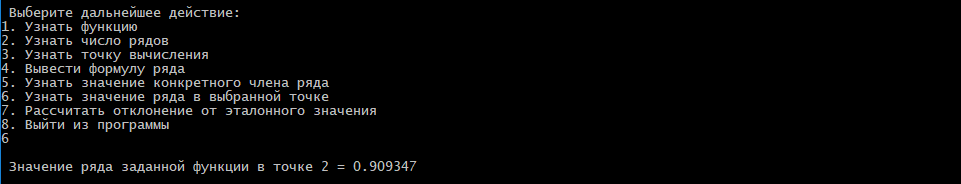 Выберите дальнейшее действие:
1. Узнать функцию
2. Узнать число рядов
3. Узнать точку вычисления
4. Вывести формулу ряда
5. Узнать значение конкретного члена ряда
6. Узнать значение ряда в выбранной точке
7. Рассчитать отклонение от эталонного значения
8. Выйти из программы
6
Значение ряда заданной функции в точке 2 = 0.909347